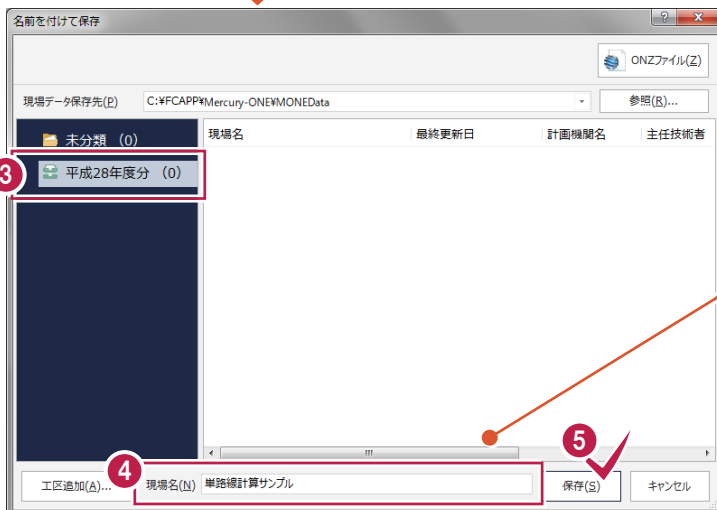 名前を付けて保存
ONZファイル(Z)
現場データ保存先(P) C:¥FCAPP¥Mercury-ONE¥MONEData 参照(R)...
未分類 (0) 現場名 最終更新日 計画機関名 主任技術者
3 平成28年度分 (0)
5
4
工区追加(A)... 現場名(N) 単路線計算サンプル 保存(S) キャンセル